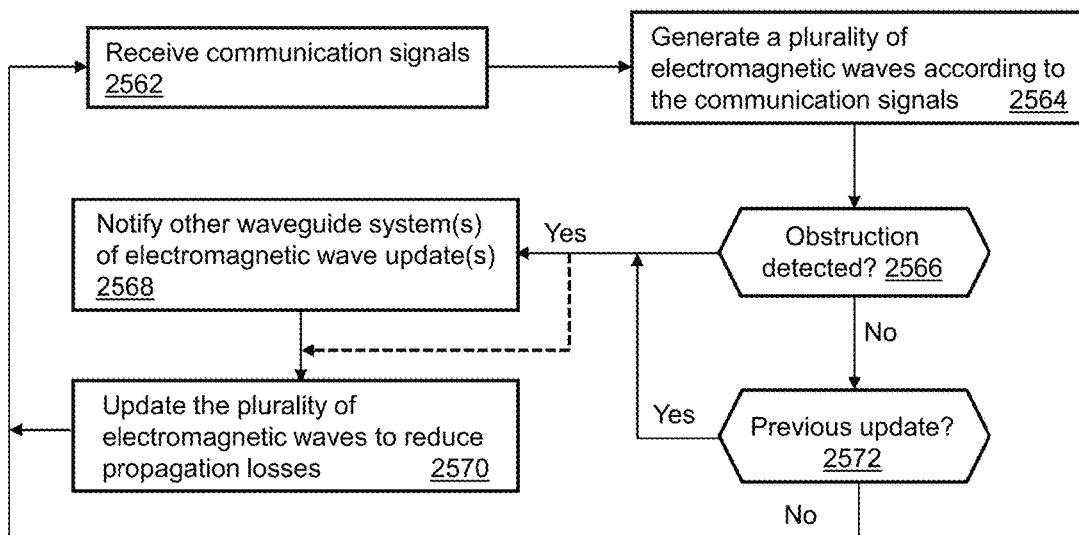 Receive communication signals
2562
Generate a plurality of
electromagnetic waves according to
the communication signals 2564
Notify other waveguide system(s)
of electromagnetic wave update(s)
2568
Yes
Obstruction
detected? 2566
No
Update the plurality of
electromagnetic waves to reduce
propagation losses 2570
Yes
Previous update?
2572
No